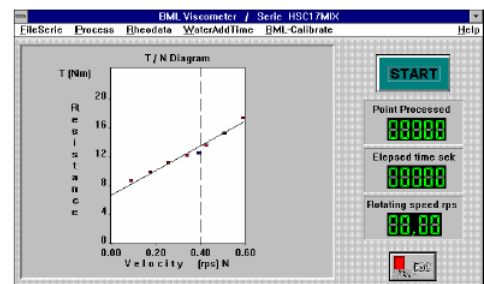 BML Viscometer / Serie HSC17MIX
FileSerie Process Rheodata WaterAddTime BML-Calibrate Help
T / N Diagram
T (Nm)
Resistance
20
16
12
8
4
0
0.00 0.20 0.40 0.60
Velocity (rps) N
START
Point Processed
88888
Elepsed time sek
88888
Rotating speed rps
88.88